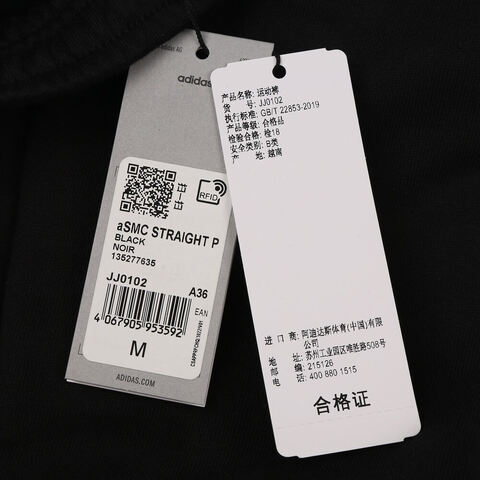 adidas
RFID
扫一扫
aSMC STRAIGHT P
BLACK
NOIR
135277635
JJ0102 A36
EAN
4 067905 953592
M
ADIDAS.COM
产品名称: 运动裤
货 号: JJ0102
执行标准: GB/T 22853-2019
产品等级: 合格品
检验合格: 检18
安全类别: B类
产 地: 越南
进 口 商: 阿迪达斯体育(中国)有限
公司
地 址: 苏州工业园区唯胜路508号
邮 编: 215126
电 话: 400 880 1515
合格证